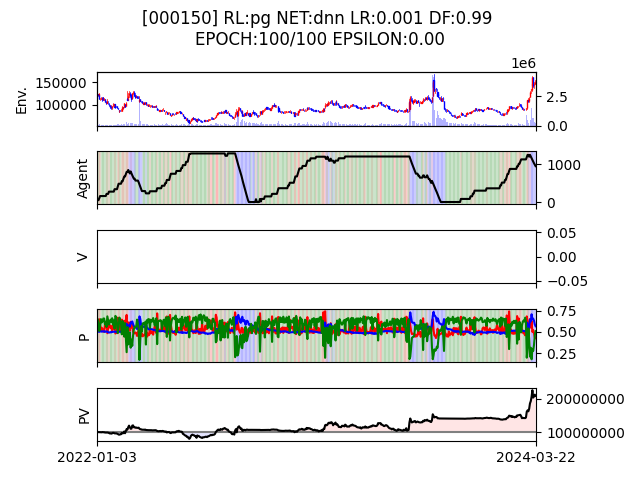 [000150] RL:pg NET:dnn LR:0.001 DF:0.99
EPOCH:100/100 EPSILON:0.00
1e6
Env.
150000
100000
2.5
0.0
Agent
1000
0
V
0.05
0.00
−0.05
P
0.75
0.50
0.25
PV
200000000
100000000
2022-01-03
2024-03-22